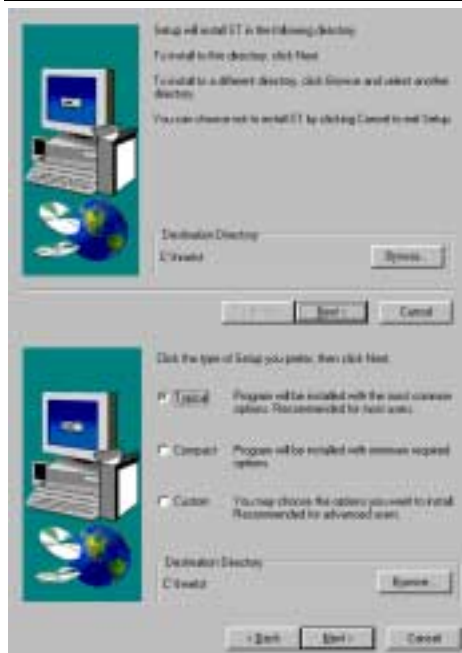 Setup will install ET in the following directory.
To install to this directory, click Next.
To install to a different directory, click Browse and select another
directory.
You can choose not to install ET by clicking Cancel to exit Setup.
Destination Directory
Browse...
Next >
Cancel
Click the type of Setup you prefer, then click Next.
Typical Program will be installed with the most common
options. Recommended for most users.
Compact Program will be installed with minimum required
options.
Custom You may choose the options you want to install.
Recommended for advanced users.
Destination Directory
Browse...
< Back
Next >
Cancel